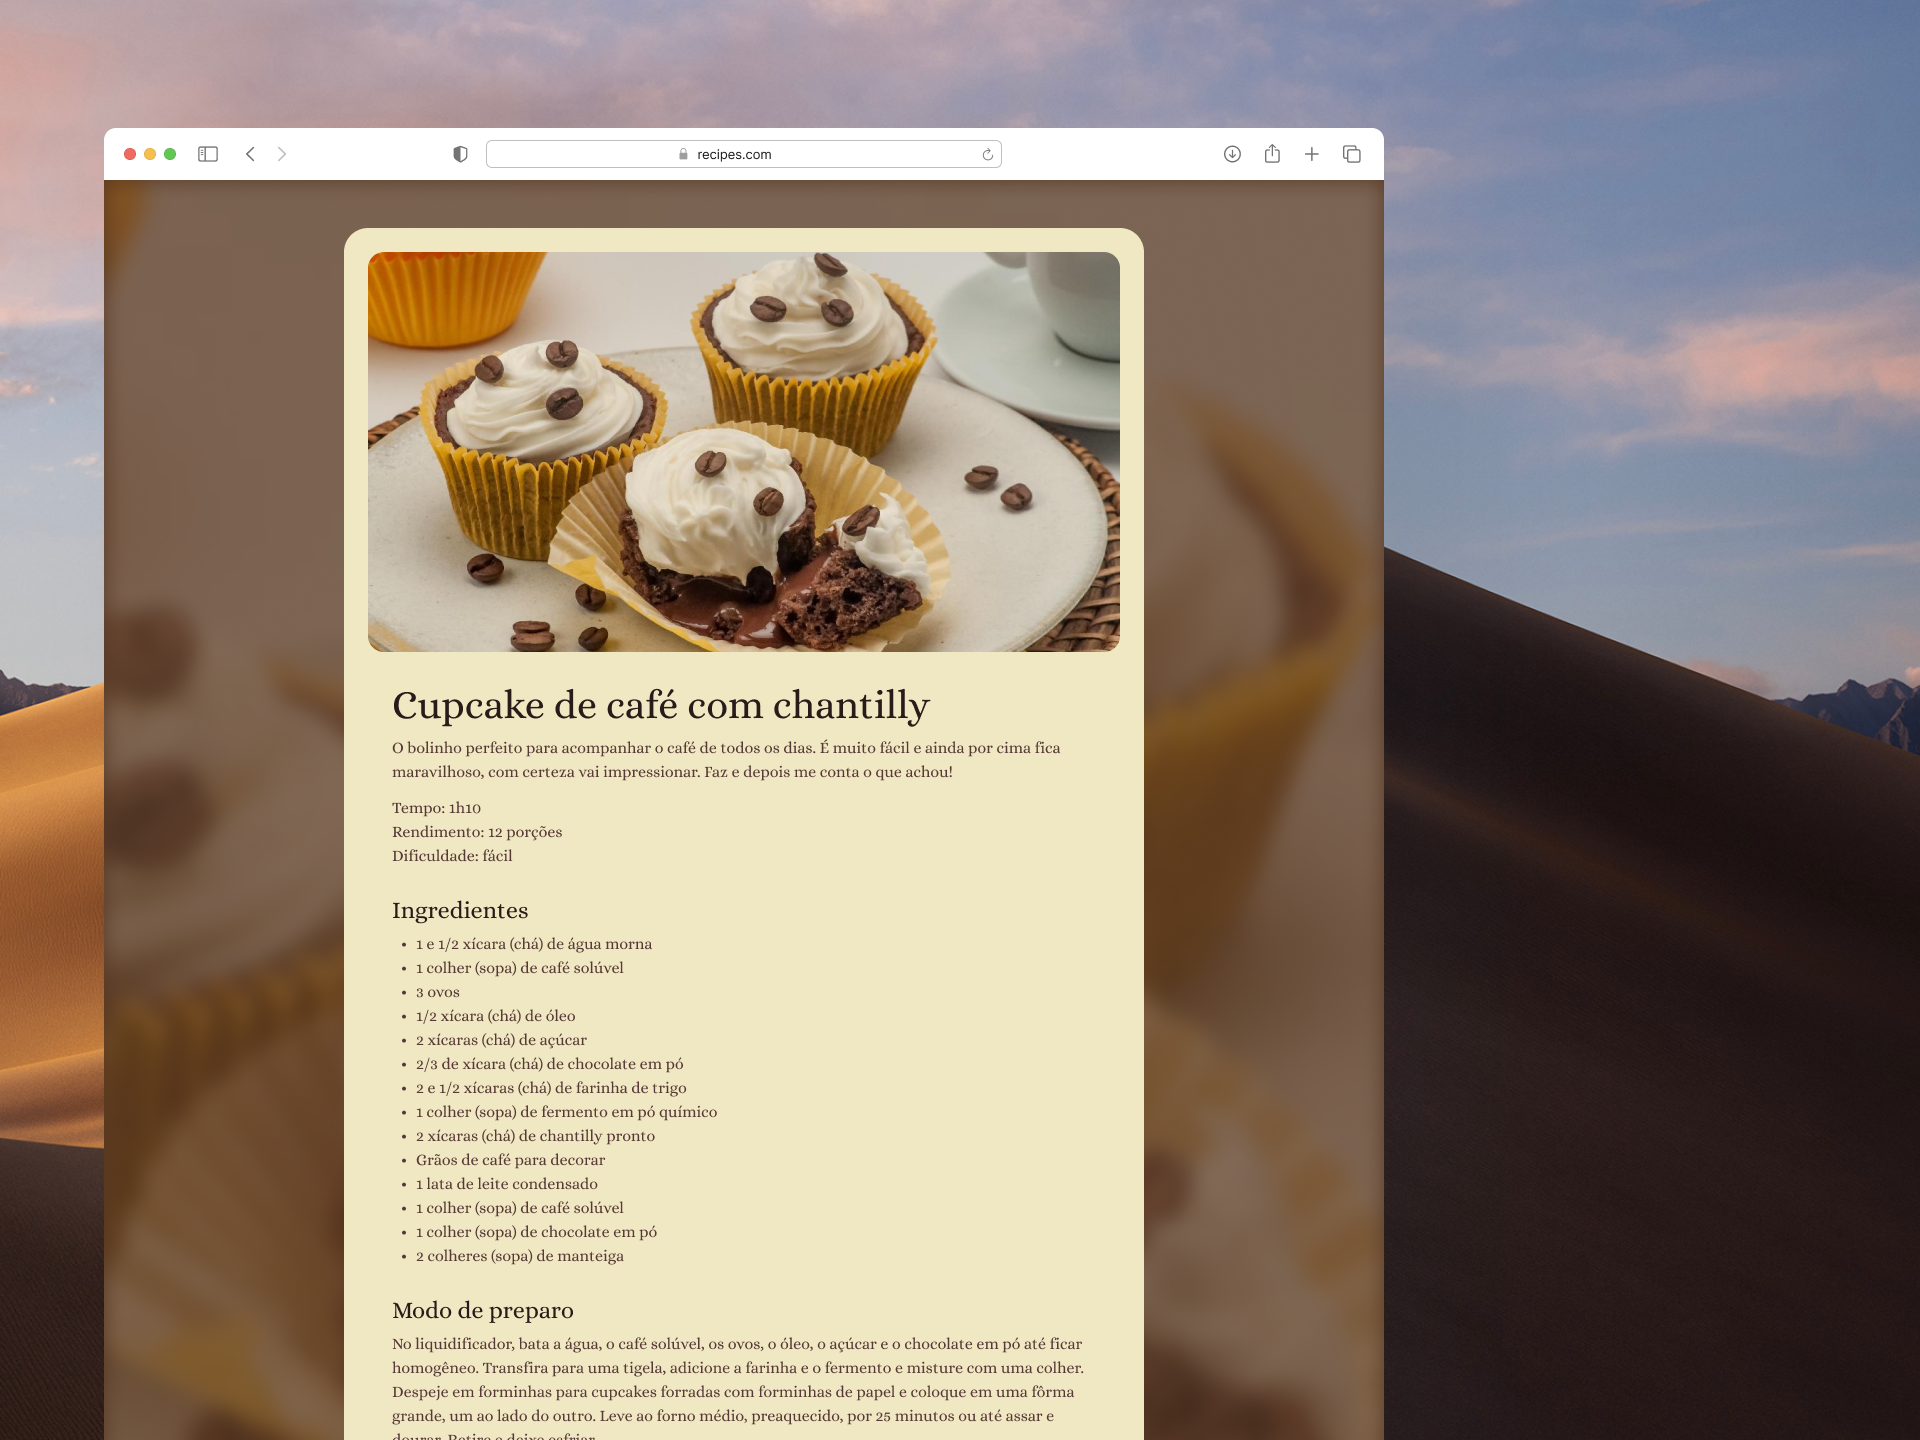 recipes.com
Cupcake de café com chantilly
O bolinho perfeito para acompanhar o café de todos os dias. É muito fácil e ainda por cima fica
maravilhoso, com certeza vai impressionar. Faz e depois me conta o que achou!
Tempo: 1h10
Rendimento: 12 porções
Dificuldade: fácil
Ingredientes
• 1 e 1/2 xícara (chá) de água morna
• 1 colher (sopa) de café solúvel
• 3 ovos
• 1/2 xícara (chá) de óleo
• 2 xícaras (chá) de açúcar
• 2/3 de xícara (chá) de chocolate em pó
• 2 e 1/2 xícaras (chá) de farinha de trigo
• 1 colher (sopa) de fermento em pó químico
• 2 xícaras (chá) de chantilly pronto
• Grãos de café para decorar
• 1 lata de leite condensado
• 1 colher (sopa) de café solúvel
• 1 colher (sopa) de chocolate em pó
• 2 colheres (sopa) de manteiga
Modo de preparo
No liquidificador, bata a água, o café solúvel, os ovos, o óleo, o açúcar e o chocolate em pó até ficar
homogêneo. Transfira para uma tigela, adicione a farinha e o fermento e misture com uma colher.
Despeje em forminhas para cupcakes forradas com forminhas de papel e coloque em uma fôrma
grande, um ao lado do outro. Leve ao forno médio, preaquecido, por 25 minutos ou até assar e
dourar. Retire e deixe esfriar.